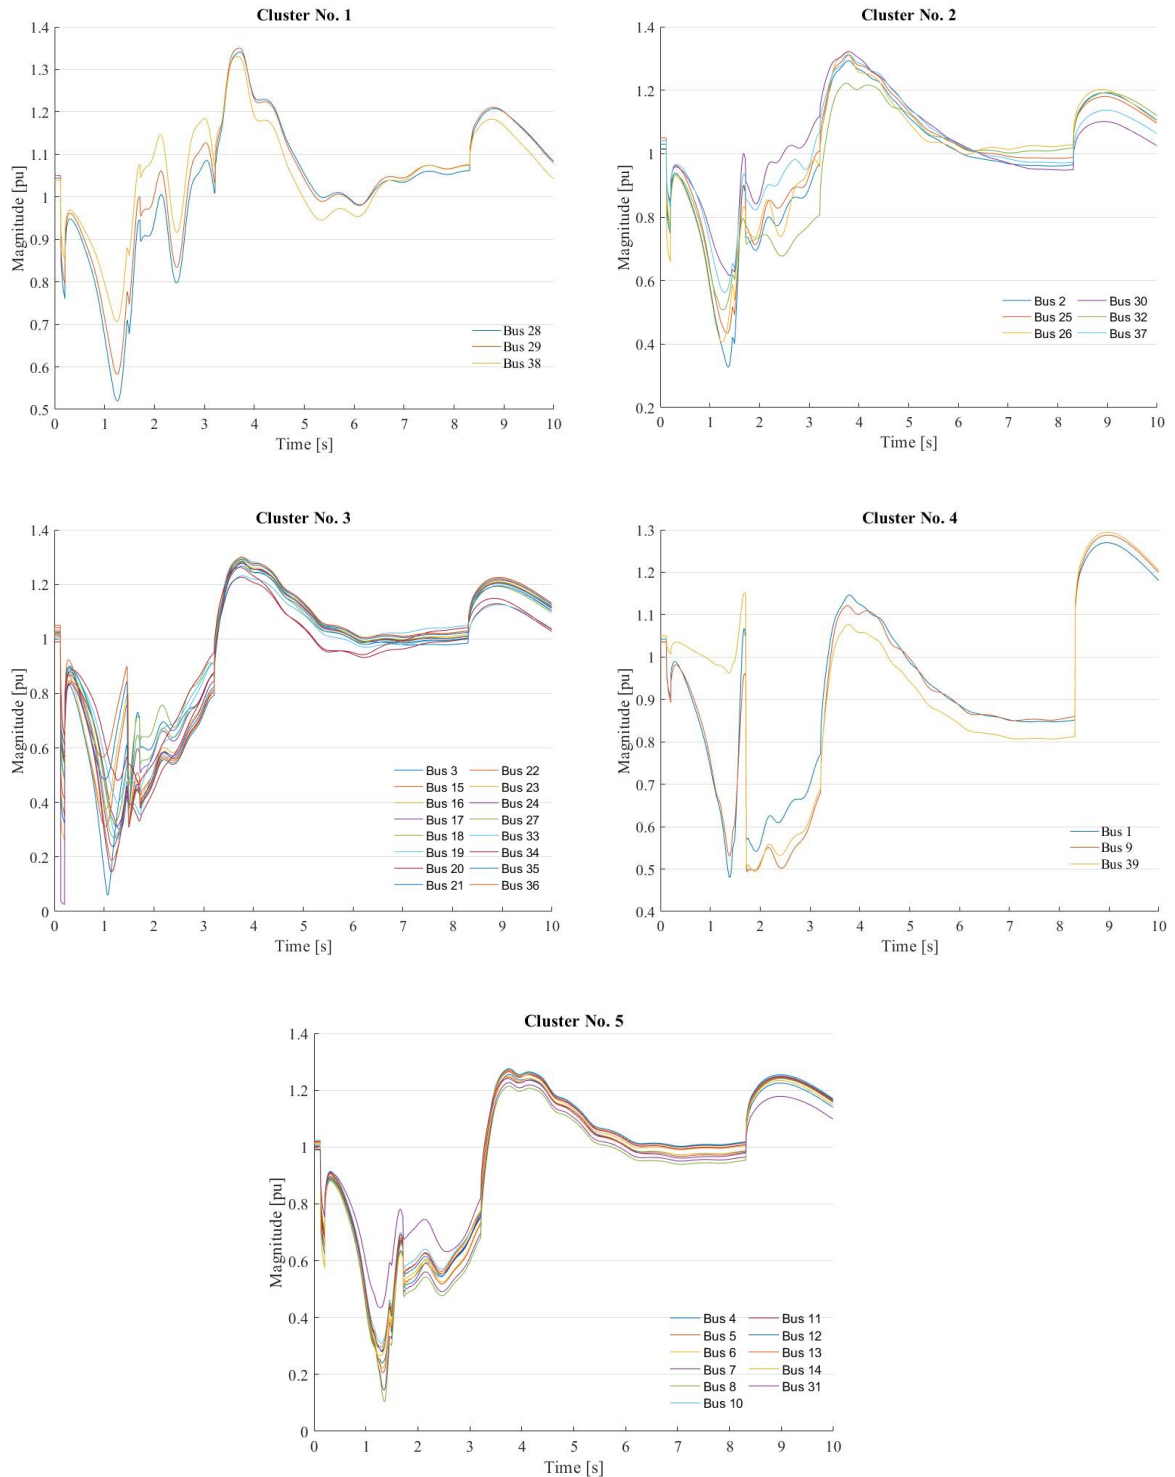 Cluster No. 1
1.4
1.3
1.2
1.1
1
0.9
0.8
0.7
0.6
0.5
Magnitude [pu]
Bus 28
Bus 29
Bus 38
0 1 2 3 4 5 6 7 8 9 10
Time [s]
Cluster No. 2
1.4
1.2
1
0.8
0.6
0.4
0.2
Magnitude [pu]
Bus 2 Bus 30
Bus 25 Bus 32
Bus 26 Bus 37
0 1 2 3 4 5 6 7 8 9 10
Time [s]
Cluster No. 3
1.4
1.2
1
0.8
0.6
0.4
0.2
0
Magnitude [pu]
Bus 3 Bus 22
Bus 15 Bus 23
Bus 16 Bus 24
Bus 17 Bus 27
Bus 18 Bus 33
Bus 19 Bus 34
Bus 20 Bus 35
Bus 21 Bus 36
0 1 2 3 4 5 6 7 8 9 10
Time [s]
Cluster No. 4
1.3
1.2
1.1
1
0.9
0.8
0.7
0.6
0.5
0.4
Magnitude [pu]
Bus 1
Bus 9
Bus 39
0 1 2 3 4 5 6 7 8 9 10
Time [s]
Cluster No. 5
1.4
1.2
1
0.8
0.6
0.4
0.2
0
Magnitude [pu]
Bus 4 Bus 11
Bus 5 Bus 12
Bus 6 Bus 13
Bus 7 Bus 14
Bus 8 Bus 31
Bus 10
0 1 2 3 4 5 6 7 8 9 10
Time [s]